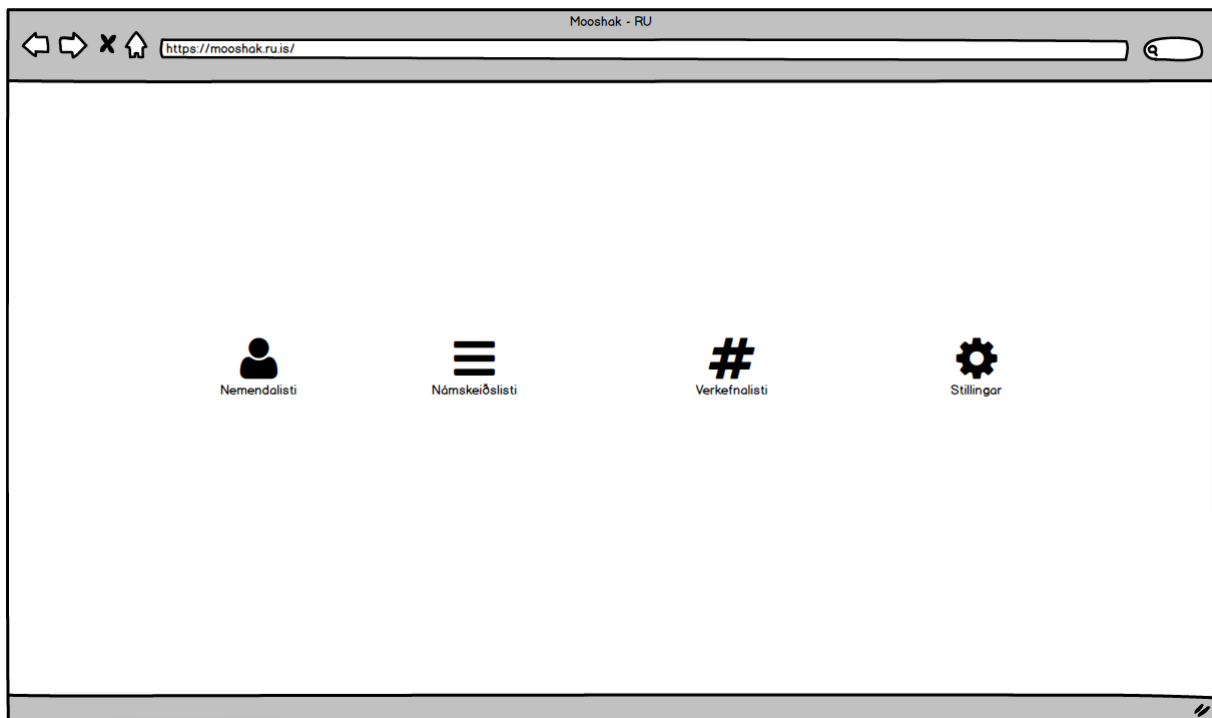 Mooshak - RU
https://mooshak.ru.is/
Nemendalisti
Námskeiðslisti
Verkefnalisti
Stillingar